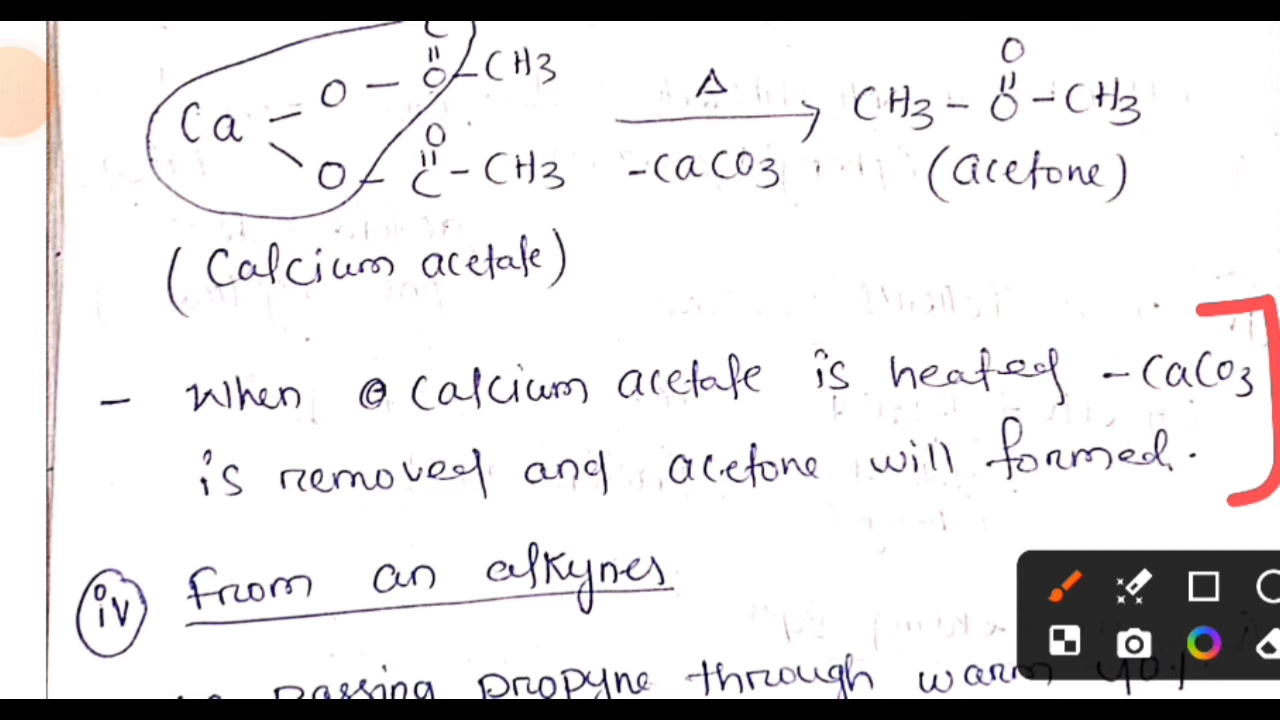 C
Ca – O – O – CH3
O
O – C – CH3
Δ
-CaCO3
O
CH3 – O – CH3
(acetone)
(Calcium acetate)
– When calcium acetate is heated -CaCO3
is removed and acetone will formed.
iv From an alkynes
passing propyne through warm 40%